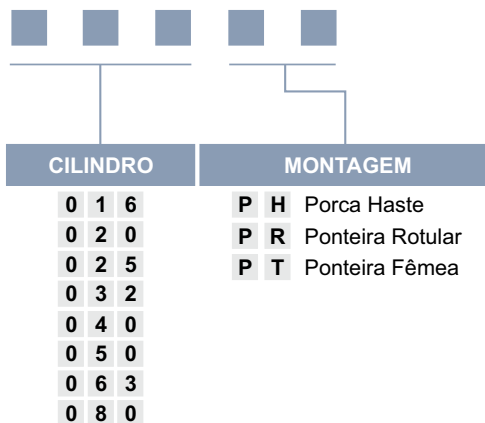 CILINDRO MONTAGEM
0 1 6 P H Porca Haste
0 2 0 P R Ponteira Rotular
0 2 5 P T Ponteira Fêmea
0 3 2
0 4 0
0 5 0
0 6 3
0 8 0